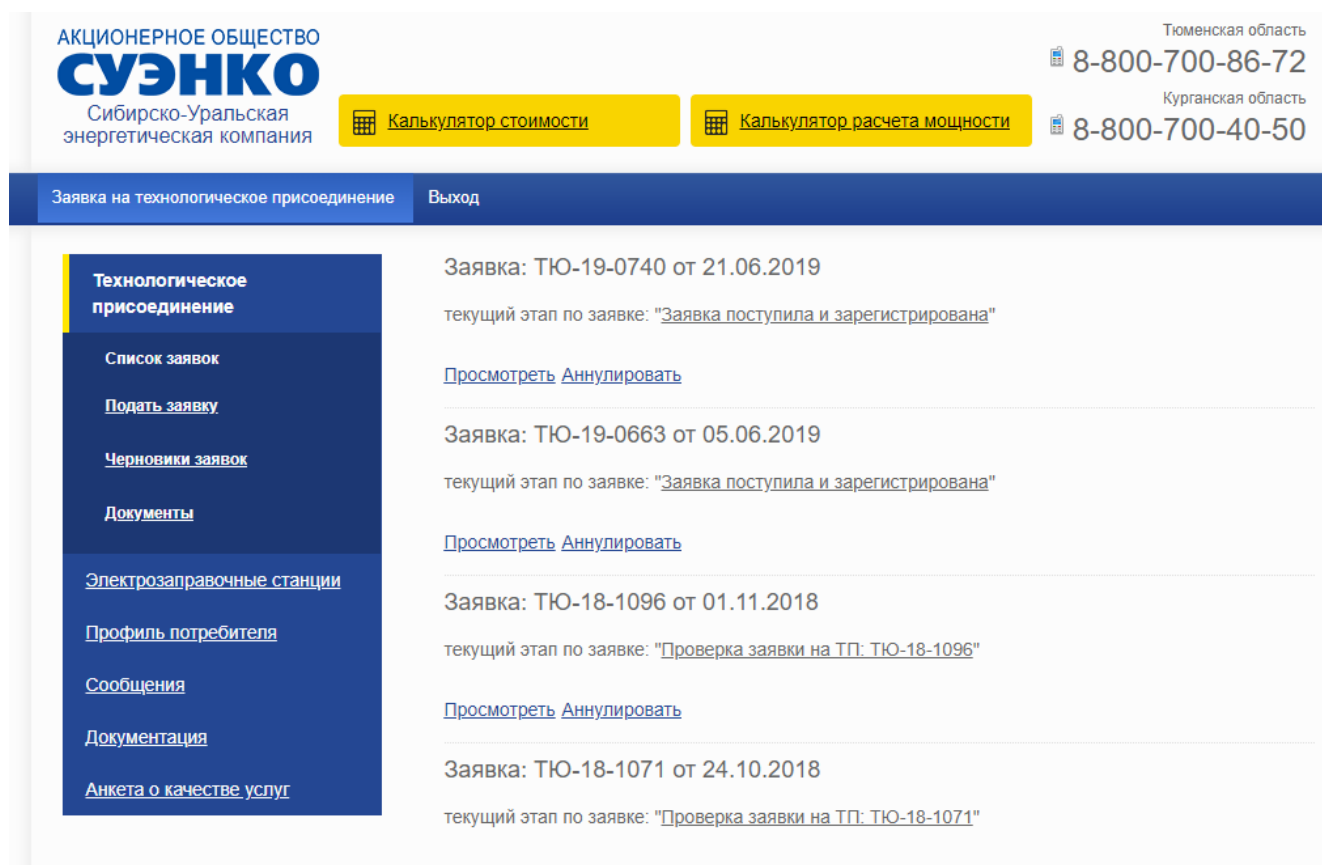 АКЦИОНЕРНОЕ ОБЩЕСТВО
СУЭНКО
Сибирско-Уральская
энергетическая компания
Калькулятор стоимости
Калькулятор расчета мощности
Тюменская область
8-800-700-86-72
Курганская область
8-800-700-40-50
Заявка на технологическое присоединение
Выход
Технологическое
присоединение
Список заявок
Подать заявку
Черновики заявок
Документы
Электрозаправочные станции
Профиль потребителя
Сообщения
Документация
Анкета о качестве услуг
Заявка: ТЮ-19-0740 от 21.06.2019
текущий этап по заявке: "Заявка поступила и зарегистрирована"
Просмотреть Аннулировать
Заявка: ТЮ-19-0663 от 05.06.2019
текущий этап по заявке: "Заявка поступила и зарегистрирована"
Просмотреть Аннулировать
Заявка: ТЮ-18-1096 от 01.11.2018
текущий этап по заявке: "Проверка заявки на ТП: ТЮ-18-1096"
Просмотреть Аннулировать
Заявка: ТЮ-18-1071 от 24.10.2018
текущий этап по заявке: "Проверка заявки на ТП: ТЮ-18-1071"